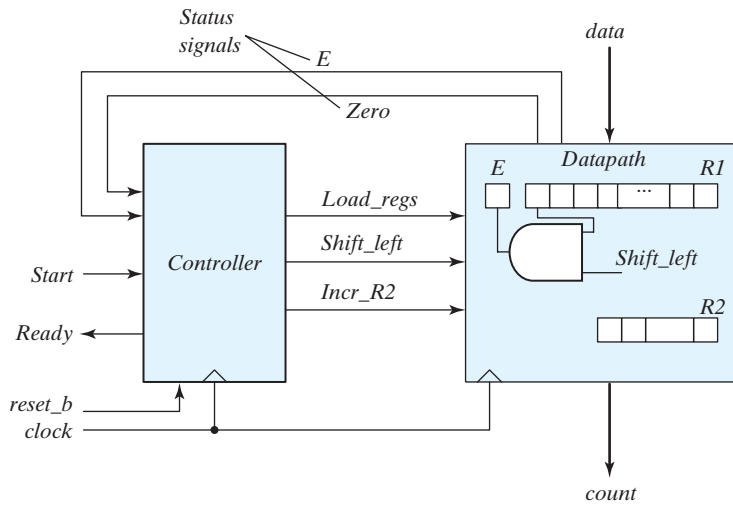 Status
signals
E
Zero
data
Datapath
E
R1
...
Load_regs
Shift_left
Incr_R2
Controller
Shift_left
R2
Start
Ready
reset_b
clock
count